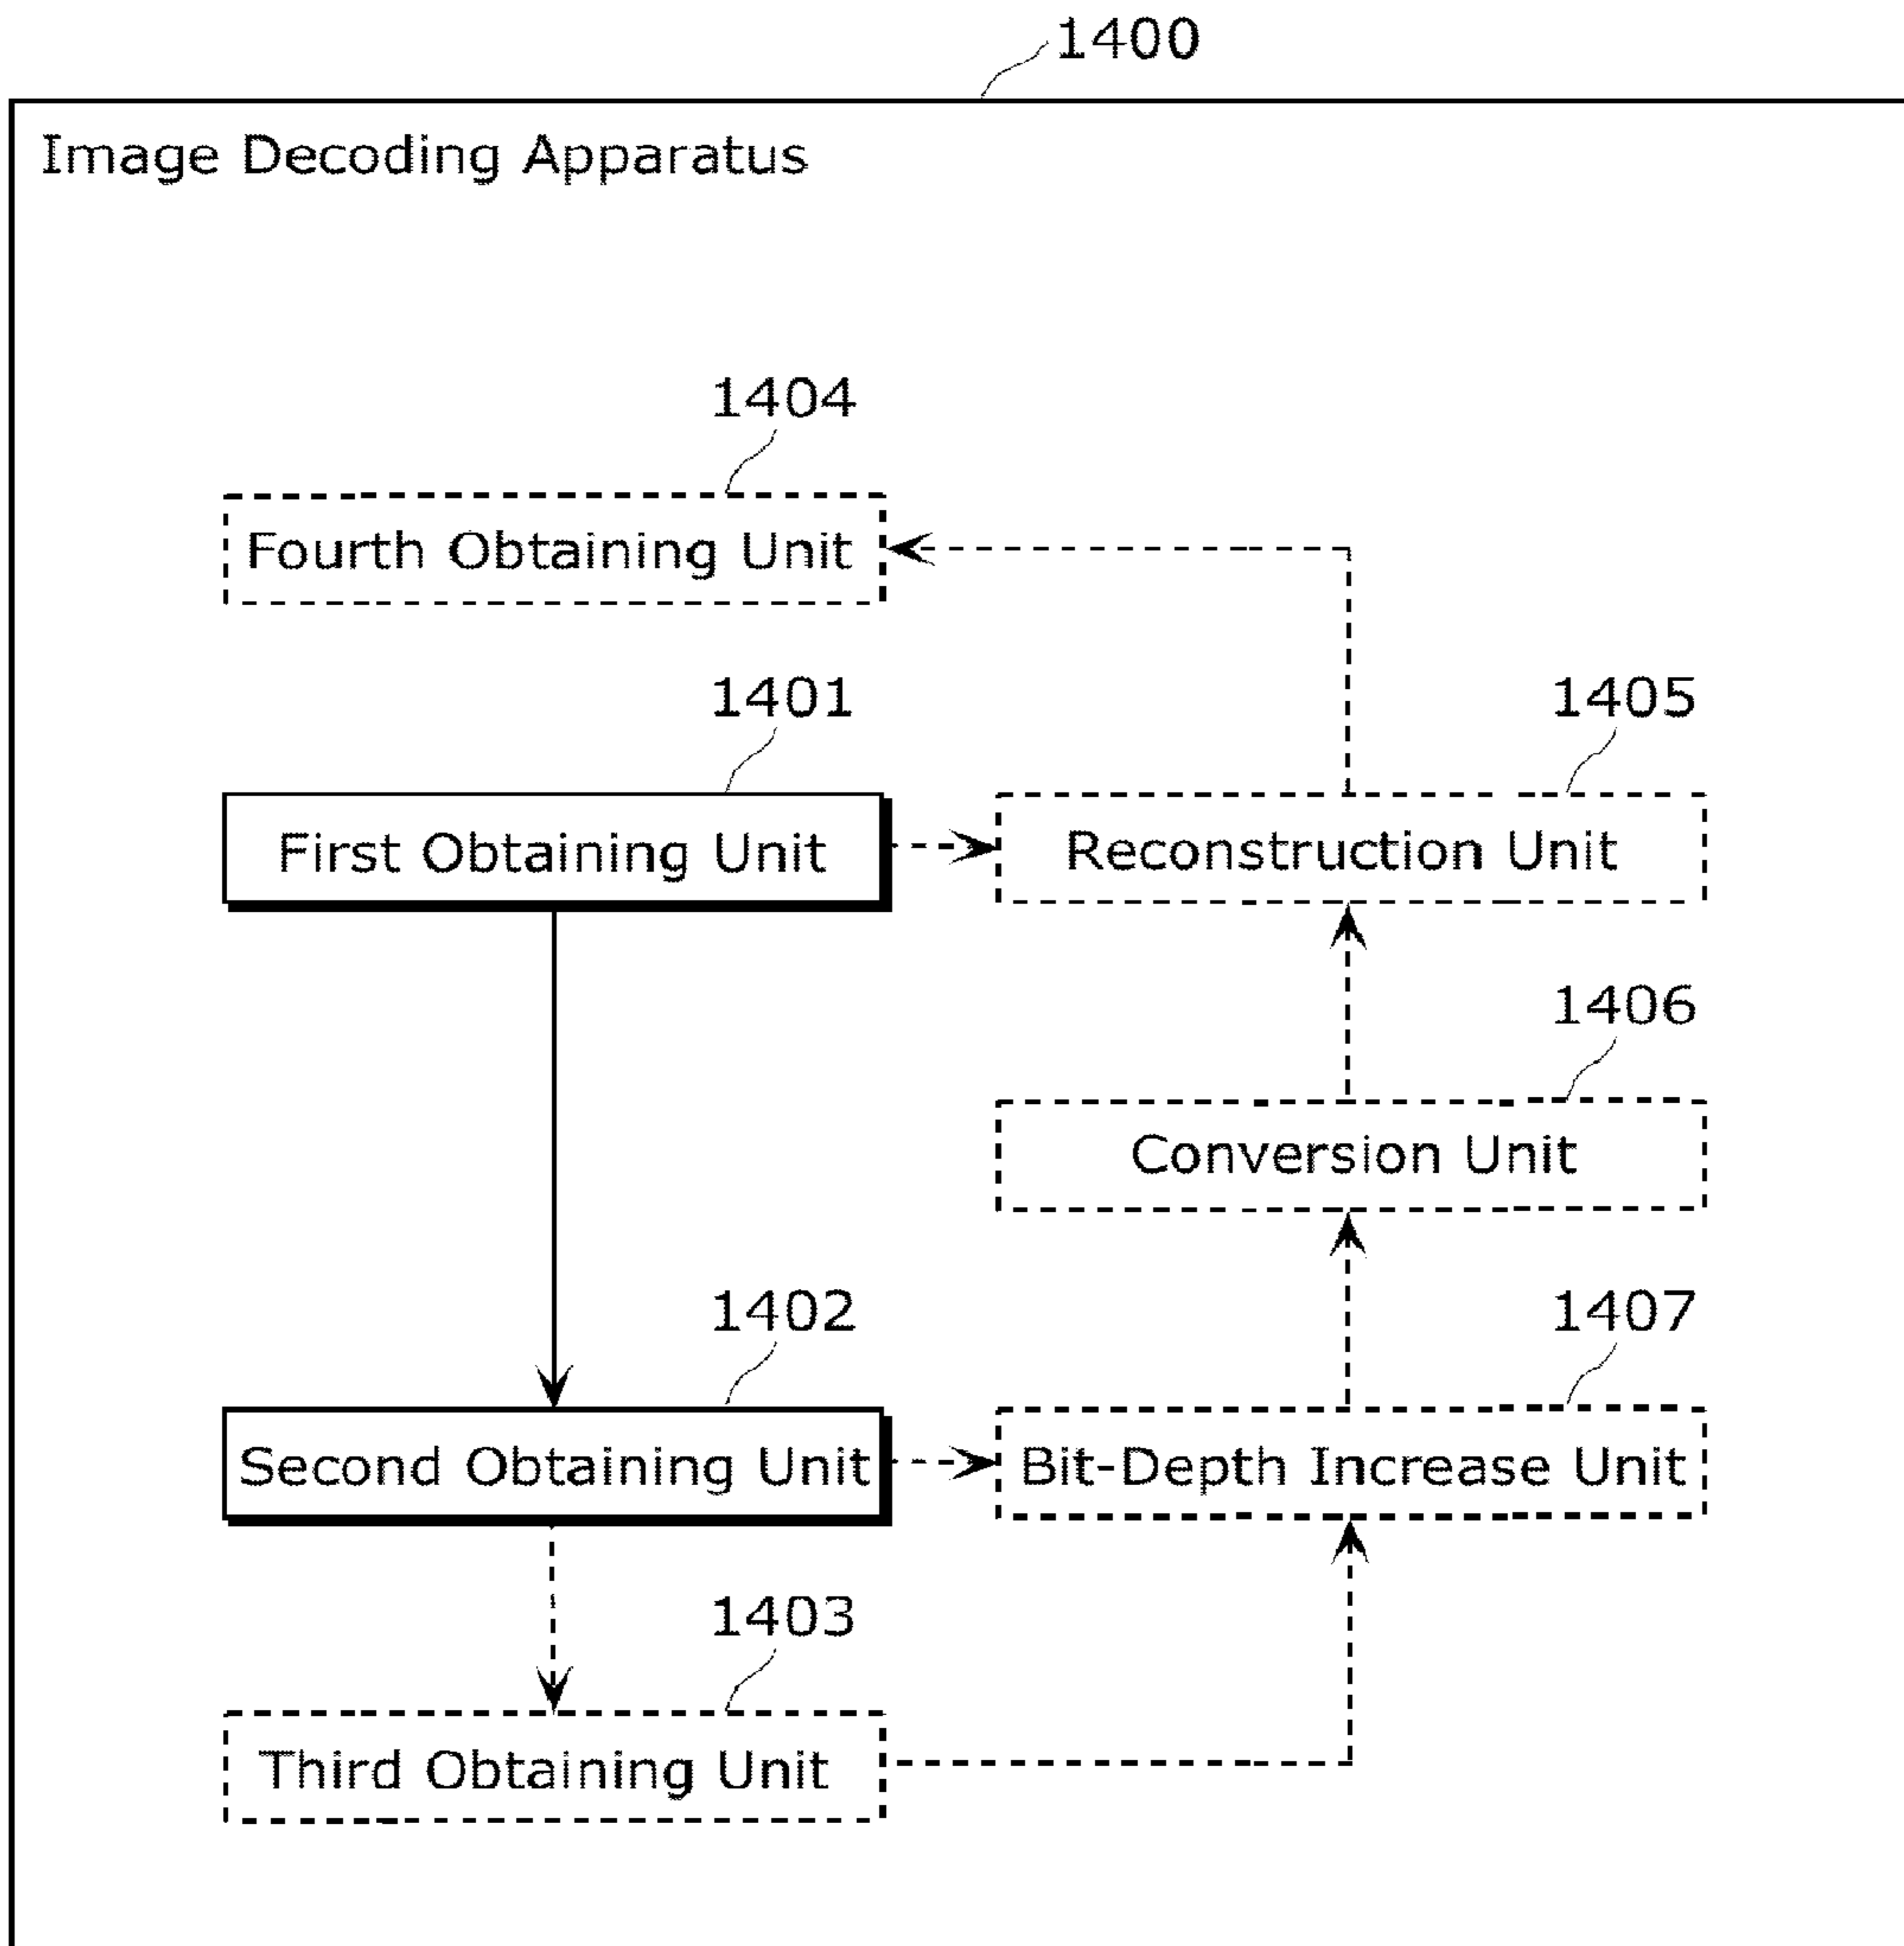 1400
Image Decoding Apparatus
1404
Fourth Obtaining Unit
1401
1405
First Obtaining Unit
Reconstruction Unit
1406
Conversion Unit
1402
1407
Second Obtaining Unit
Bit-Depth Increase Unit
1403
Third Obtaining Unit